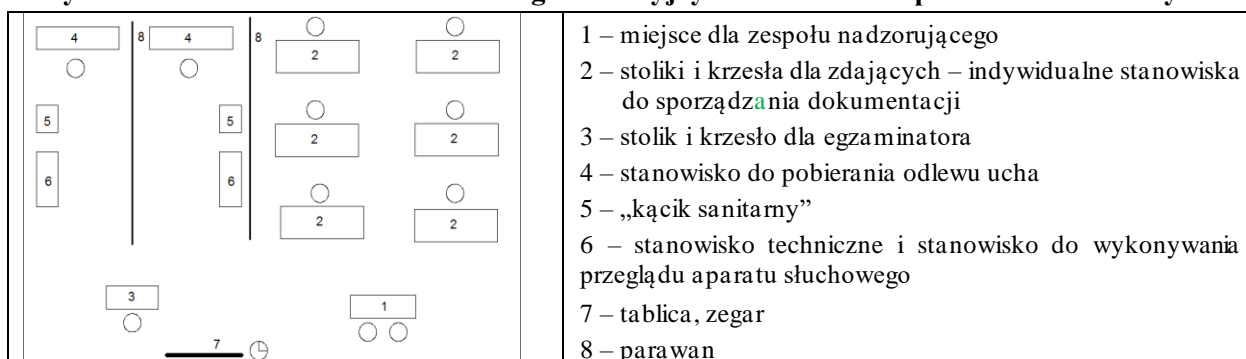 4
8
4
8
2
2
5
5
2
2
6
6
2
2
3
1
7
1 – miejsce dla zespołu nadzorującego
2 – stoliki i krzesła dla zdających – indywidualne stanowiska
do sporządzania dokumentacji
3 – stolik i krzesło dla egzaminatora
4 – stanowisko do pobierania odlewu ucha
5 – „kącik sanitarny”
6 – stanowisko techniczne i stanowisko do wykonywania
przeglądu aparatu słuchowego
7 – tablica, zegar
8 – parawan